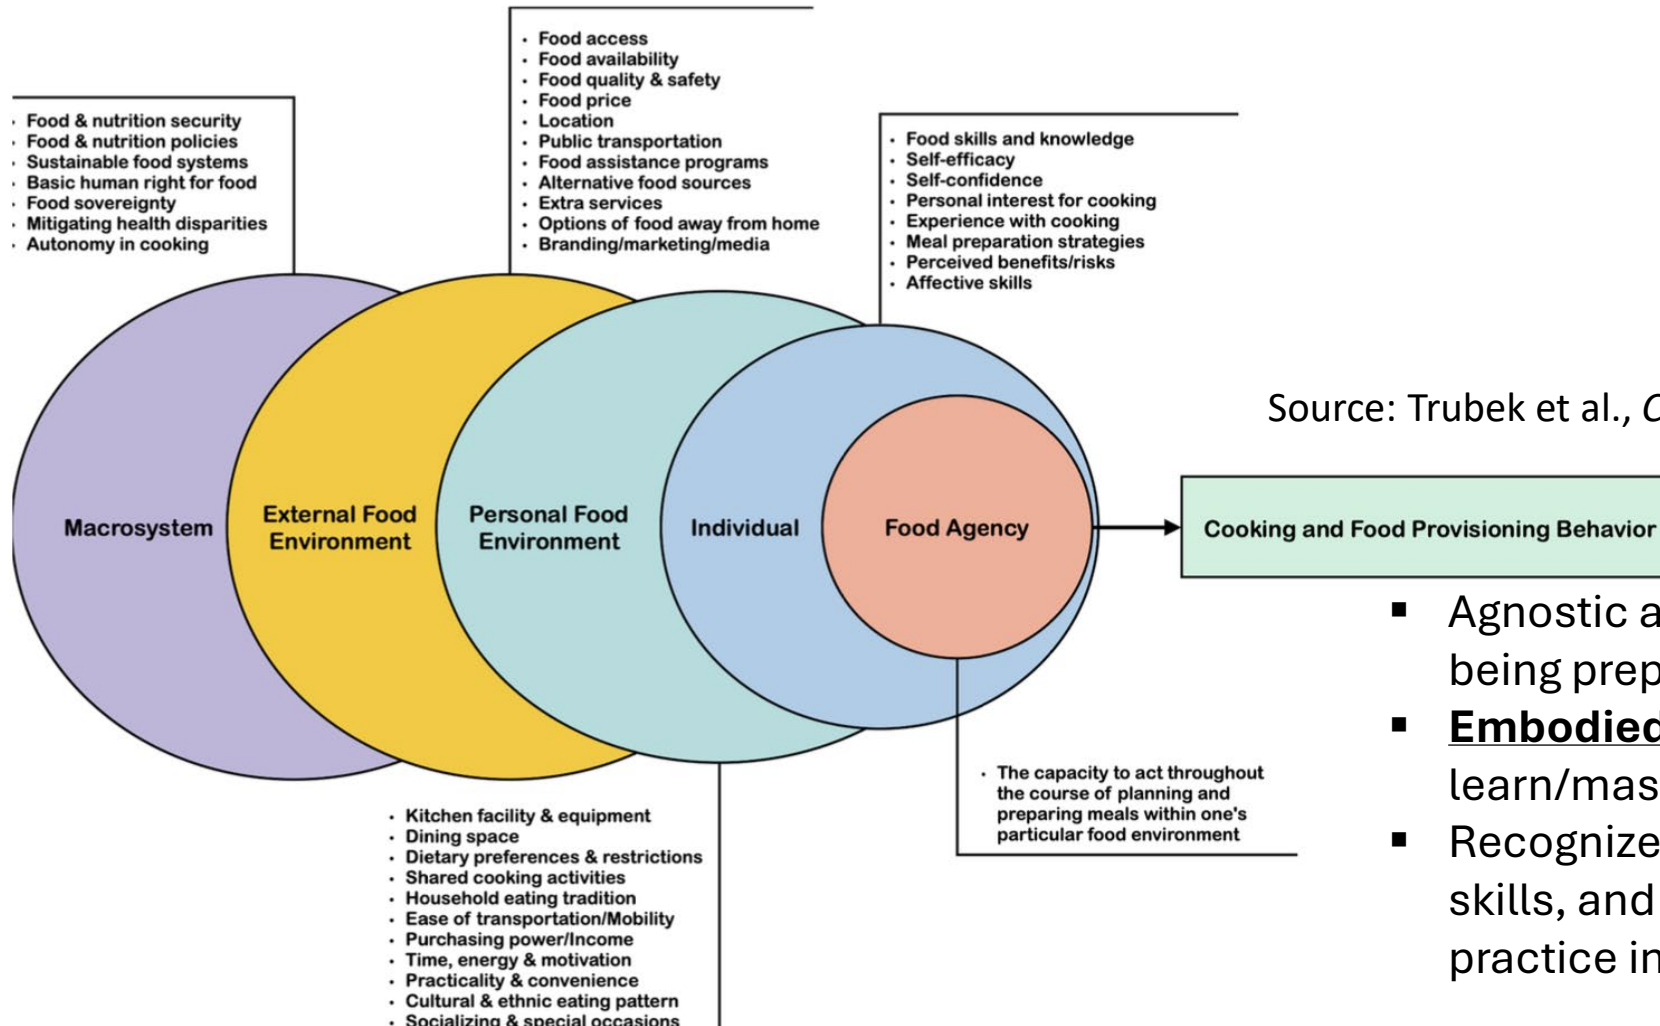 • Food & nutrition security
• Food & nutrition policies
• Sustainable food systems
• Basic human right for food
• Food sovereignty
• Mitigating health disparities
• Autonomy in cooking
• Food access
• Food availability
• Food quality & safety
• Food price
• Location
• Public transportation
• Food assistance programs
• Alternative food sources
• Extra services
• Options of food away from home
• Branding/marketing/media
• Food skills and knowledge
• Self-efficacy
• Self-confidence
• Personal interest for cooking
• Experience with cooking
• Meal preparation strategies
• Perceived benefits/risks
• Affective skills
Source: Trubek et al.,
Macrosystem
External Food
Environment
Personal Food
Environment
Individual
Food Agency
Cooking and Food Provisioning Behavior
▪ Agnostic
being
▪ Embodied
learn/
▪ Recognize
skills, and
practice
• The capacity to act throughout
the course of planning and
preparing meals within one's
particular food environment
• Kitchen facility & equipment
• Dining space
• Dietary preferences & restrictions
• Shared cooking activities
• Household eating tradition
• Ease of transportation/Mobility
• Purchasing power/Income
• Time, energy & motivation
• Practicality & convenience
• Cultural & ethnic eating pattern
• Socializing & special occasions